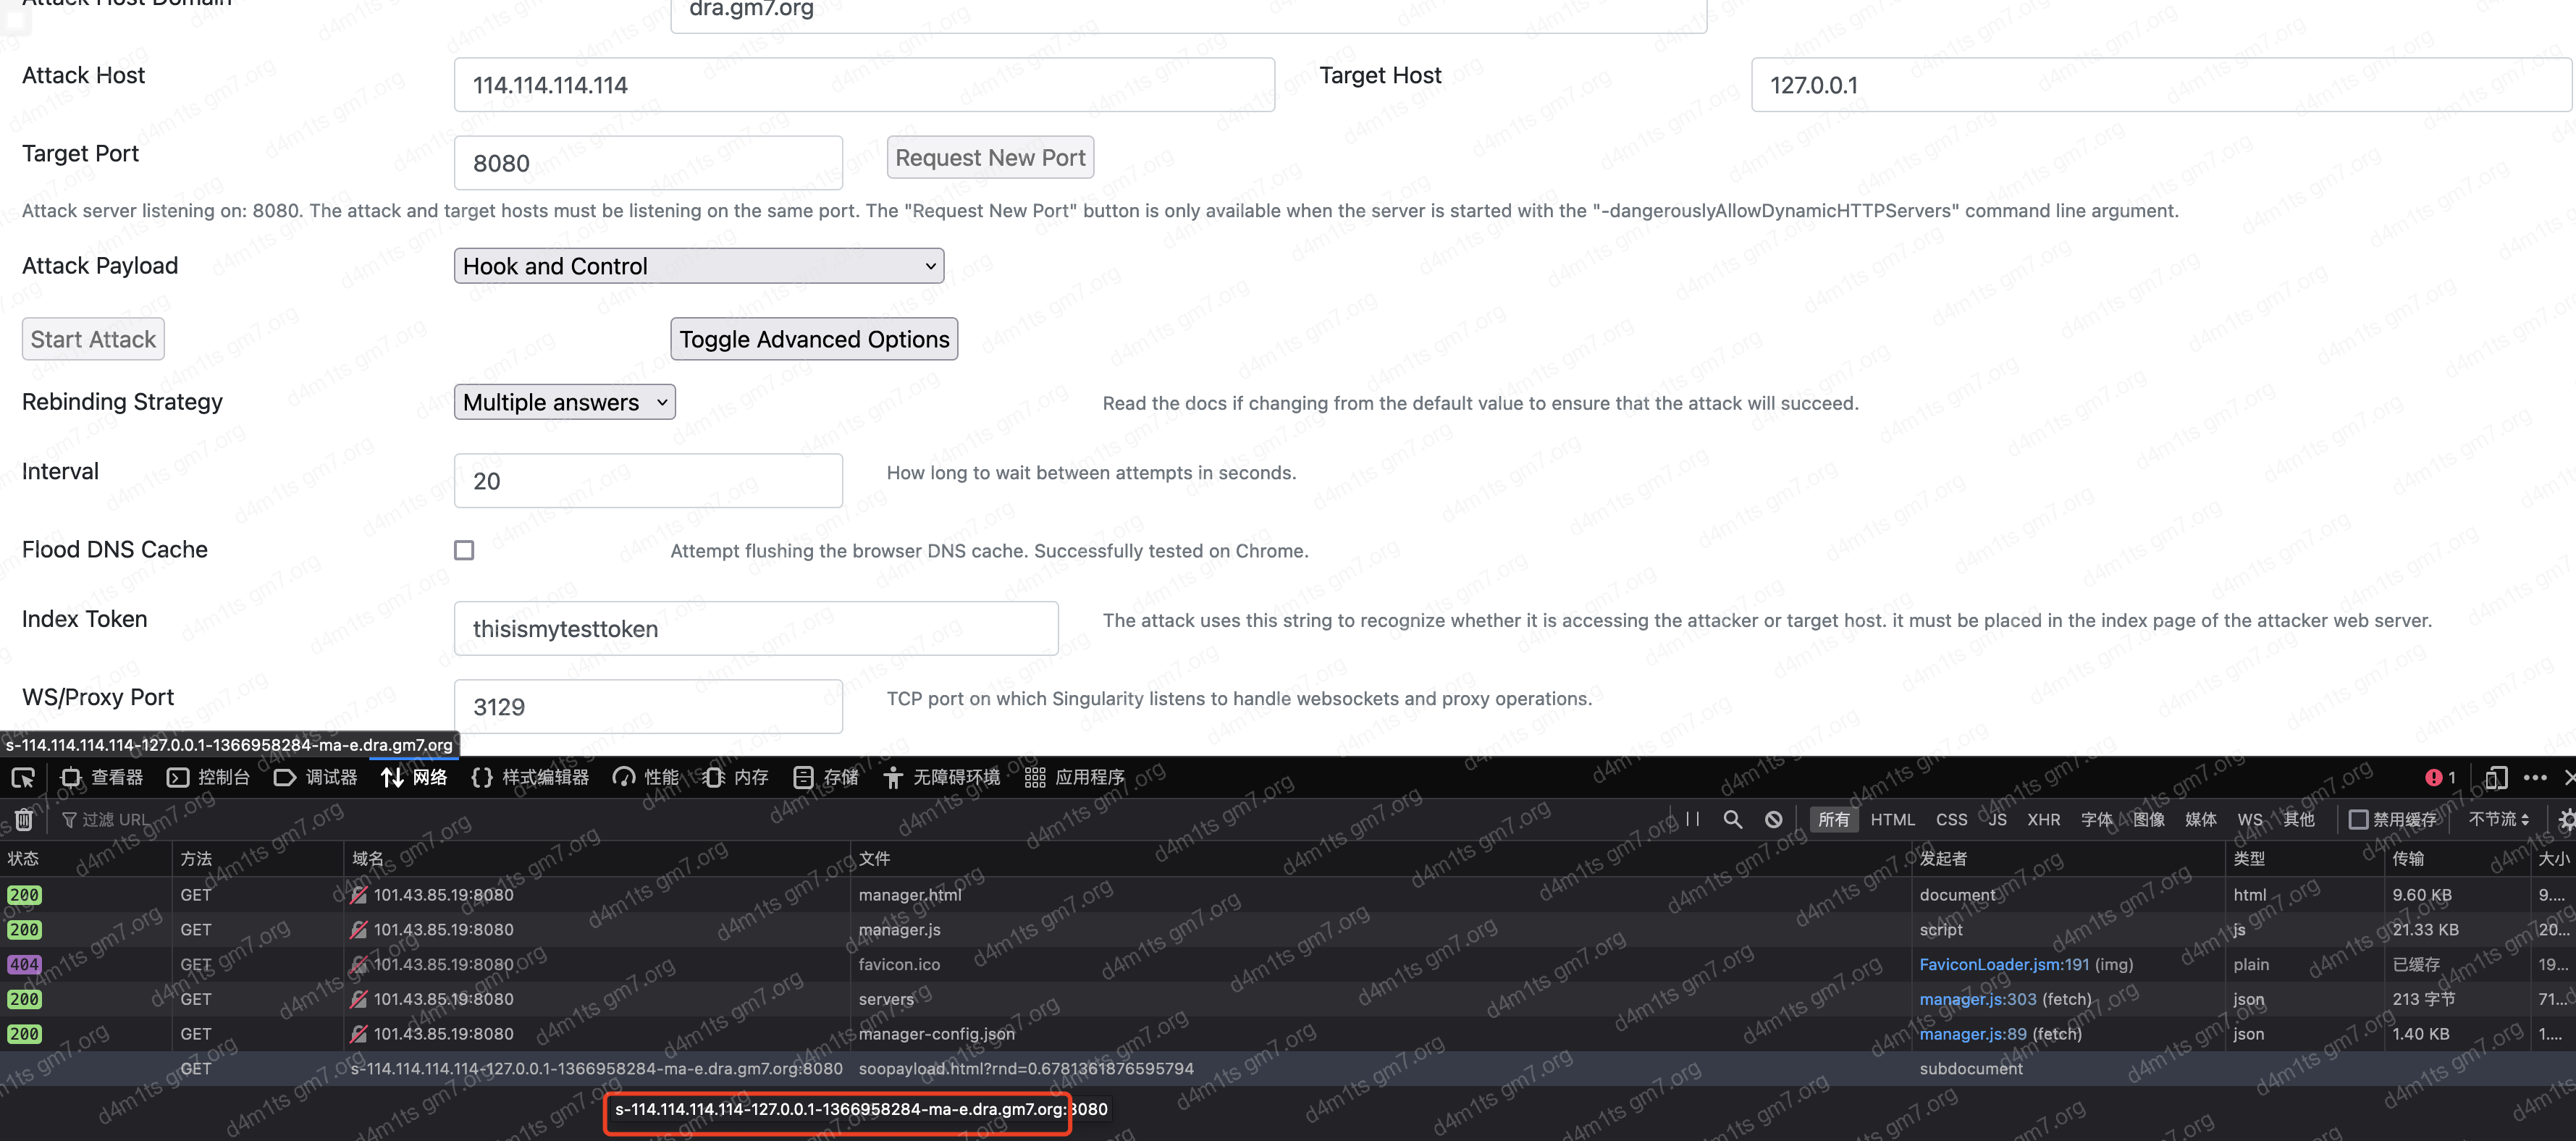 Attack Host Domain
dra.gm7.org
Attack Host
114.114.114.114
Target Host
127.0.0.1
Target Port
8080
Request New Port
Attack server listening on: 8080. The attack and target hosts must be listening on the same port. The "Request New Port" button is only available when the server is started with the "-dangerouslyAllowDynamicHTTPServers" command line argument.
Attack Payload
Hook and Control
Start Attack
Toggle Advanced Options
Rebinding Strategy
Multiple answers
Read the docs if changing from the default value to ensure that the attack will succeed.
Interval
20
How long to wait between attempts in seconds.
Flood DNS Cache
Attempt flushing the browser DNS cache. Successfully tested on Chrome.
Index Token
thisismytesttoken
The attack uses this string to recognize whether it is accessing the attacker or target host. it must be placed in the index page of the attacker web server.
WS/Proxy Port
3129
TCP port on which Singularity listens to handle websockets and proxy operations.
s-114.114.114.114-127.0.0.1-1366958284-ma-e.dra.gm7.org
查看器 控制台 调试器 网络 样式编辑器 性能 内存 存储 无障碍环境 应用程序 1
过滤 URL 所有 HTML CSS JS XHR 字体 图像 媒体 WS 其他 禁用缓存 不节流
状态 方法 域名 文件 发起者 类型 传输 大小
200 GET 101.43.85.19:8080 manager.html document html 9.60 KB 9....
200 GET 101.43.85.19:8080 manager.js script js 21.33 KB 20...
404 GET 101.43.85.19:8080 favicon.ico FaviconLoader.jsm:191 (img) plain 已缓存 19...
200 GET 101.43.85.19:8080 servers manager.js:303 (fetch) json 213 字节 71...
200 GET 101.43.85.19:8080 manager-config.json manager.js:89 (fetch) json 1.40 KB 1....
GET s-114.114.114.114-127.0.0.1-1366958284-ma-e.dra.gm7.org:8080 soopayload.html?rnd=0.6781361876595794 subdocument
s-114.114.114.114-127.0.0.1-1366958284-ma-e.dra.gm7.org:8080
d4m1ts gm7.org